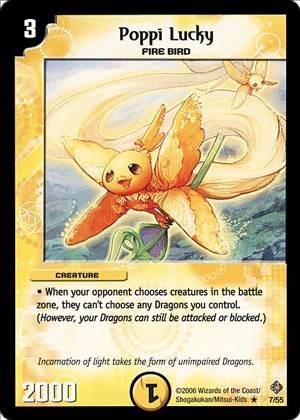 3
Poppi Lucky
FIRE BIRD
CREATURE
▪ When your opponent chooses creatures in the battle
zone, they can't choose any Dragons you control.
(However, your Dragons can still be attacked or blocked.)
Incarnation of light takes the form of unimpaired Dragons.
2000
1
©2006 Wizards of the Coast/
Shogakukan/Mitsui-Kids ★ 7/55